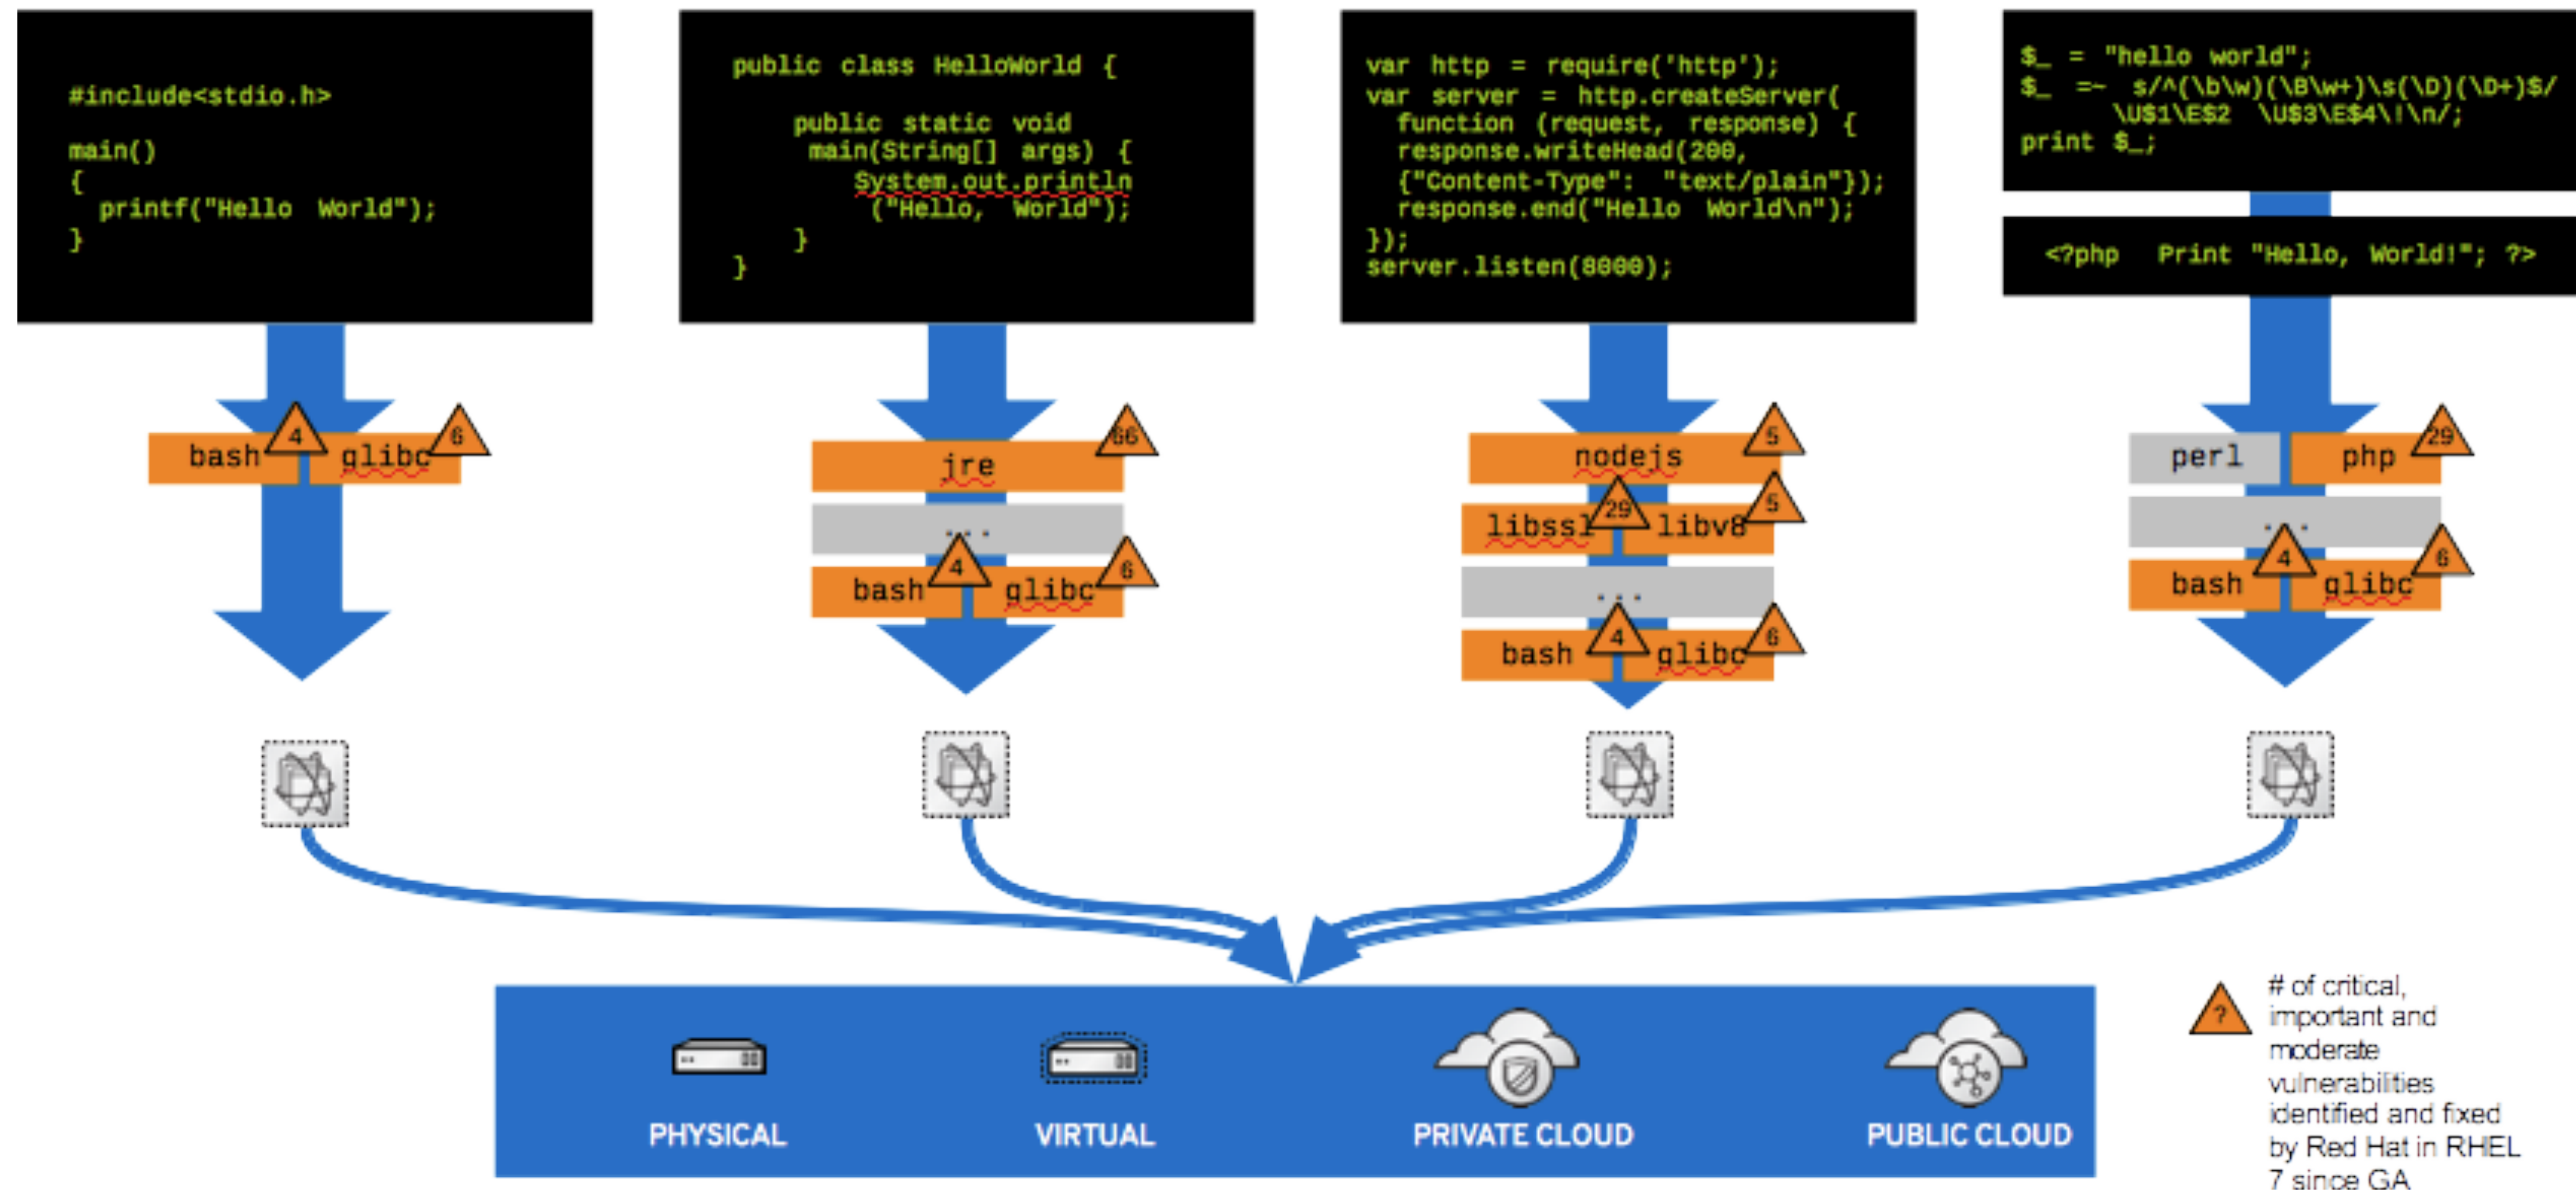 #include<stdio.h>
main()
{
printf("Hello World");
}
public class HelloWorld {
public static void
main(String[] args) {
System.out.println
("Hello, World");
}
}
var http = require('http');
var server = http.createServer(
function (request, response) {
response.writeHead(200,
{"Content-Type": "text/plain"});
response.end("Hello World\n");
});
server.listen(8000);
$_ = "hello world";
$_ =~ s/^(\b\w)(\B\w+)\s(\D)(\D+)$/
\U$1\E$2 \U$3\E$4\!\n/;
print $_;
<?php Print "Hello, World!"; ?>
bash 4 glibc 6
jre 66
...
bash 4 glibc 6
nodejs 5
libssl 29 libv8 5
...
bash 4 glibc 6
perl php 29
...
bash 4 glibc 6
PHYSICAL VIRTUAL PRIVATE CLOUD PUBLIC CLOUD
?
# of critical,
important and
moderate
vulnerabilities
identified and fixed
by Red Hat in RHEL
7 since GA